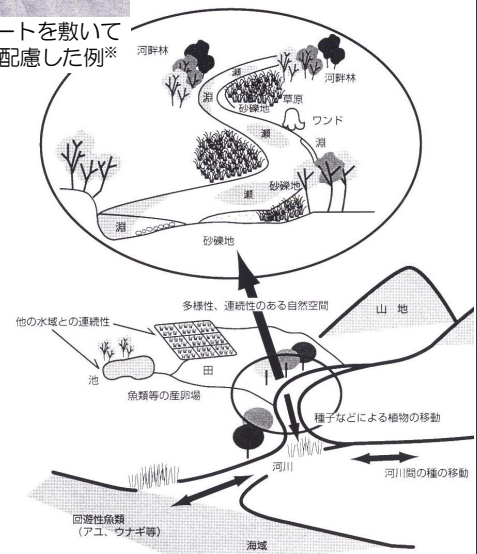 ートを敷いて
配慮した例※
河畔林
瀬
河畔林
淵
草原
砂礫地
ワンド
瀬
淵
砂礫地
瀬
淵
砂礫地
多様性、連続性のある自然空間
山 地
他の水域との連続性
田
池
魚類等の産卵場
種子などによる植物の移動
河川
河川間の種の移動
回遊性魚類
(アユ、ウナギ等)
海域